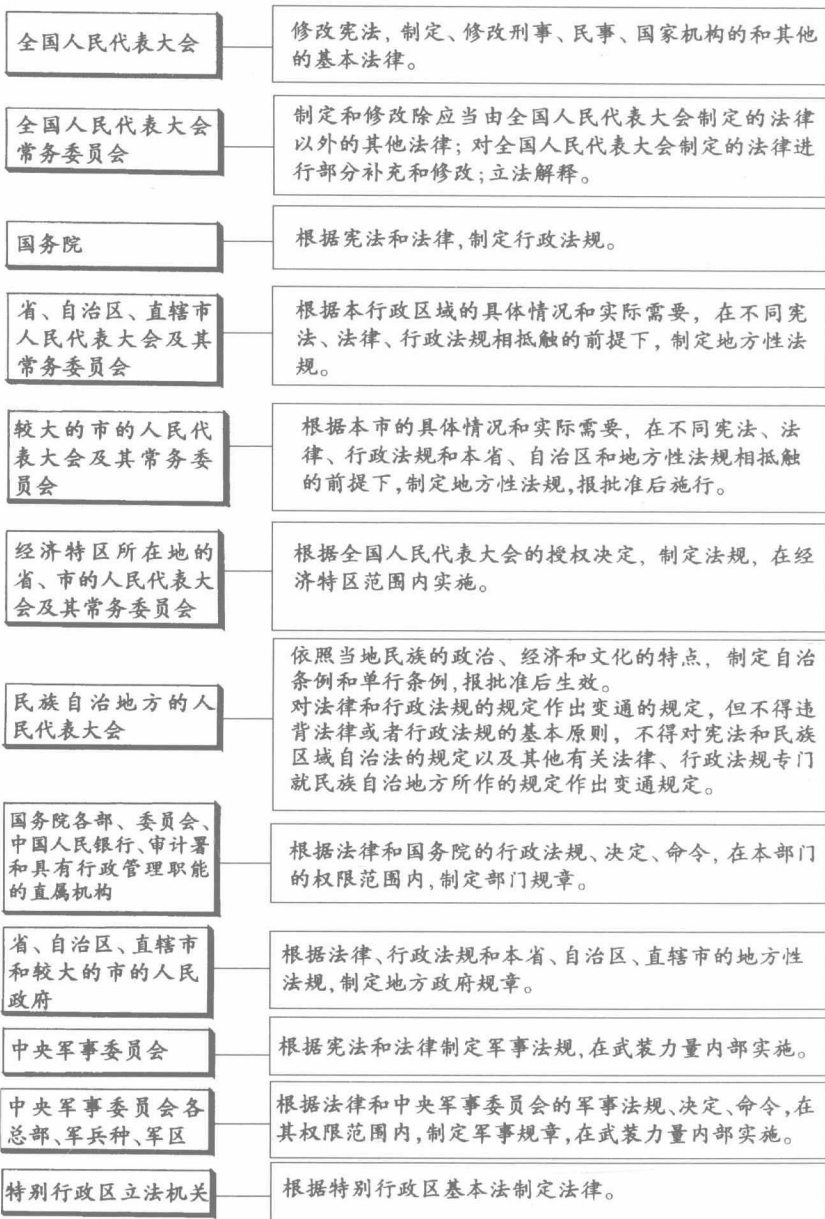 全国人民代表大会
修改宪法, 制定、修改刑事、民事、国家机构的和其他
的基本法律。
全国人民代表大会
常务委员会
制定和修改除应当由全国人民代表大会制定的法律
以外的其他法律; 对全国人民代表大会制定的法律进
行部分补充和修改;立法解释。
国务院
根据宪法和法律,制定行政法规。
省、自治区、直辖市
人民代表大会及其
常务委员会
根据本行政区域的具体情况和实际需要, 在不同宪
法、法律、行政法规相抵触的前提下, 制定地方性法
规。
较大的市的人民代
表大会及其常务委
员会
根据本市的具体情况和实际需要, 在不同宪法、法
律、行政法规和本省、自治区和地方性法规相抵触
的前提下,制定地方性法规,报批准后施行。
经济特区所在地的
省、市的人民代表大
会及其常务委员会
根据全国人民代表大会的授权决定, 制定法规, 在经
济特区范围内实施。
民族自治地方的人
民代表大会
依照当地民族的政治、经济和文化的特点, 制定自治
条例和单行条例,报批准后生效。
对法律和行政法规的规定作出变通的规定, 但不得违
背法律或者行政法规的基本原则, 不得对宪法和民族
区域自治法的规定以及其他有关法律、行政法规专门
就民族自治地方所作的规定作出变通规定。
国务院各部、委员会、
中国人民银行、审计署
和具有行政管理职能
的直属机构
根据法律和国务院的行政法规、决定、命令, 在本部门
的权限范围内,制定部门规章。
省、自治区、直辖市
和较大的市的人民
政府
根据法律、行政法规和本省、自治区、直辖市的地方性
法规,制定地方政府规章。
中央军事委员会
根据宪法和法律制定军事法规,在武装力量内部实施。
中央军事委员会各
总部、军兵种、军区
根据法律和中央军事委员会的军事法规、决定、命令,在
其权限范围内,制定军事规章,在武装力量内部实施。
特别行政区立法机关
根据特别行政区基本法制定法律。